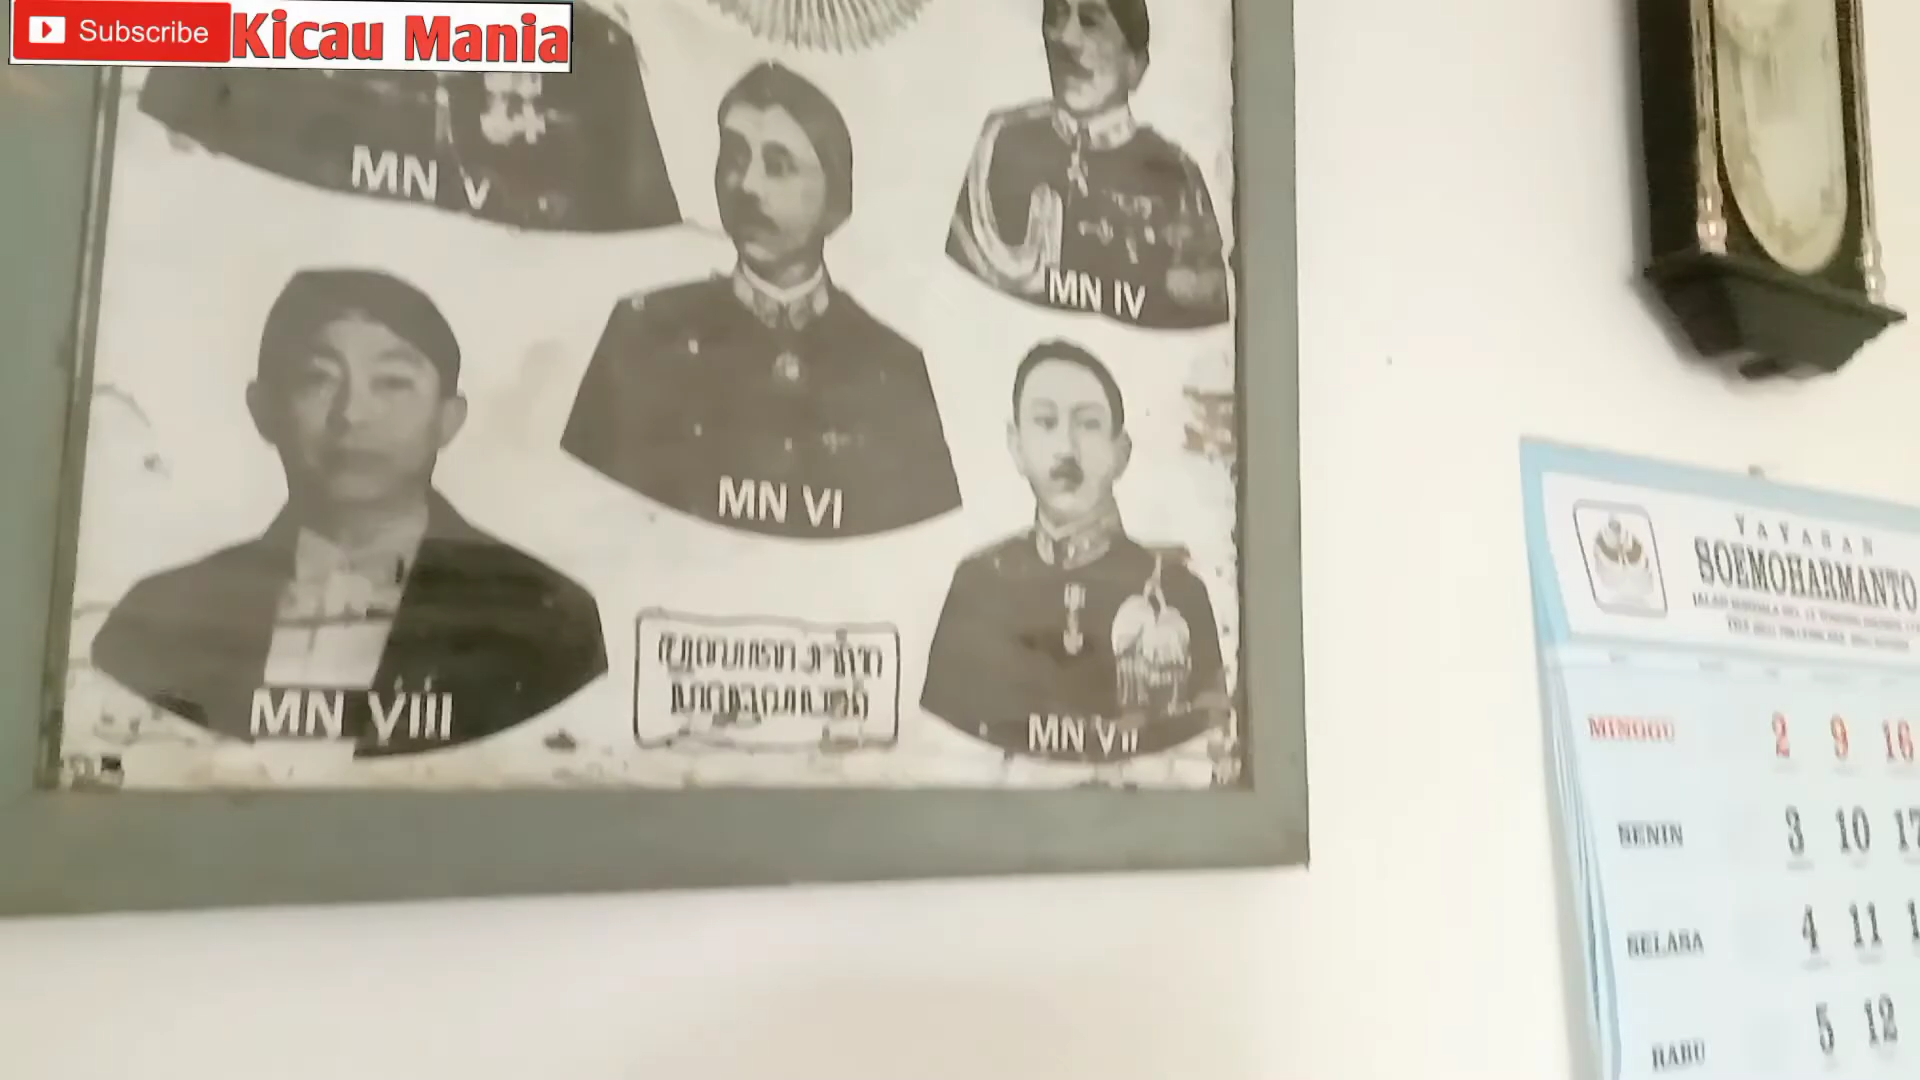 Subscribe Kicau Mania
MN V
MN IV
MN VI
MN VIII
MN VII
YAYASAN
SOEMOHARMANTO
MINGGU 2 9 16
SENIN 3 10 17
SELASA 4 11
RABU 5 12